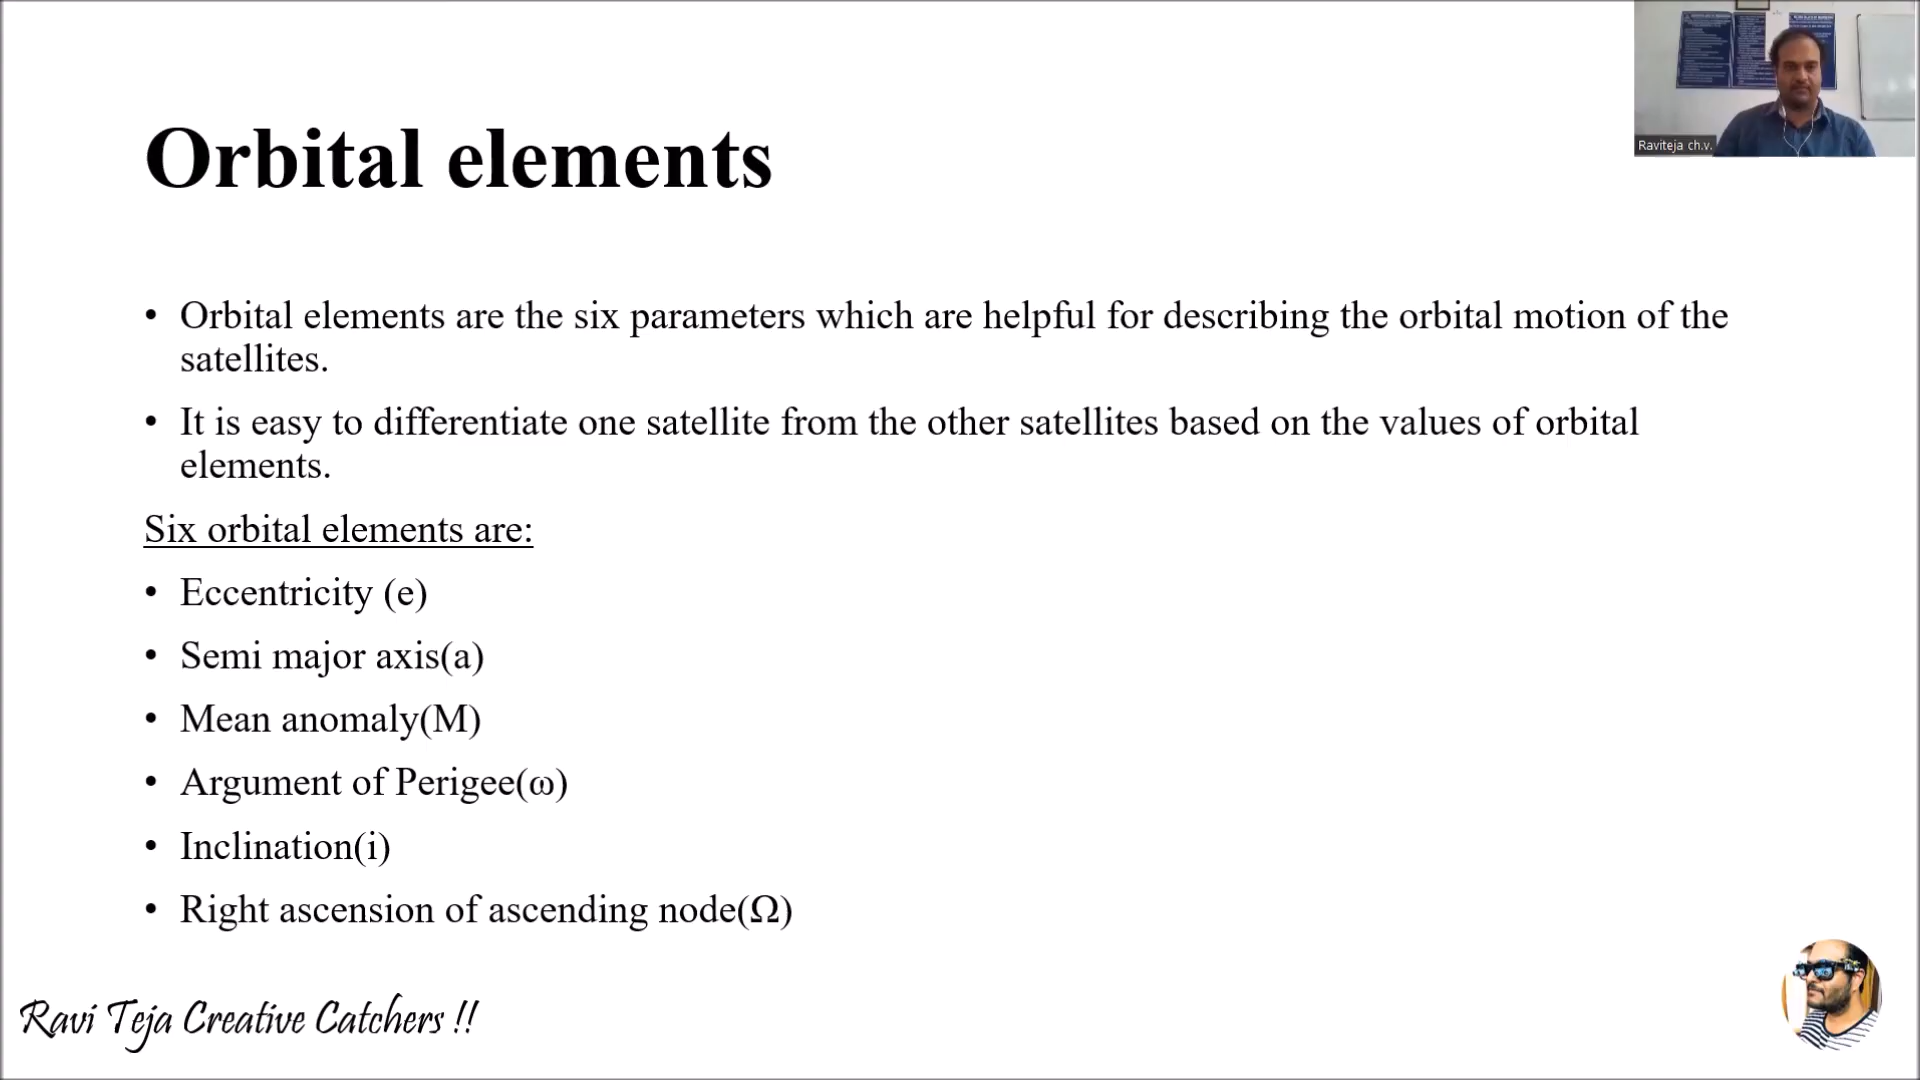 Orbital elements
Raviteja ch.v.
• Orbital elements are the six parameters which are helpful for describing the orbital motion of the
satellites.
• It is easy to differentiate one satellite from the other satellites based on the values of orbital
elements.
Six orbital elements are:
• Eccentricity (e)
• Semi major axis(a)
• Mean anomaly(M)
• Argument of Perigee(ω)
• Inclination(i)
• Right ascension of ascending node(Ω)
Ravi Teja Creative Catchers !!